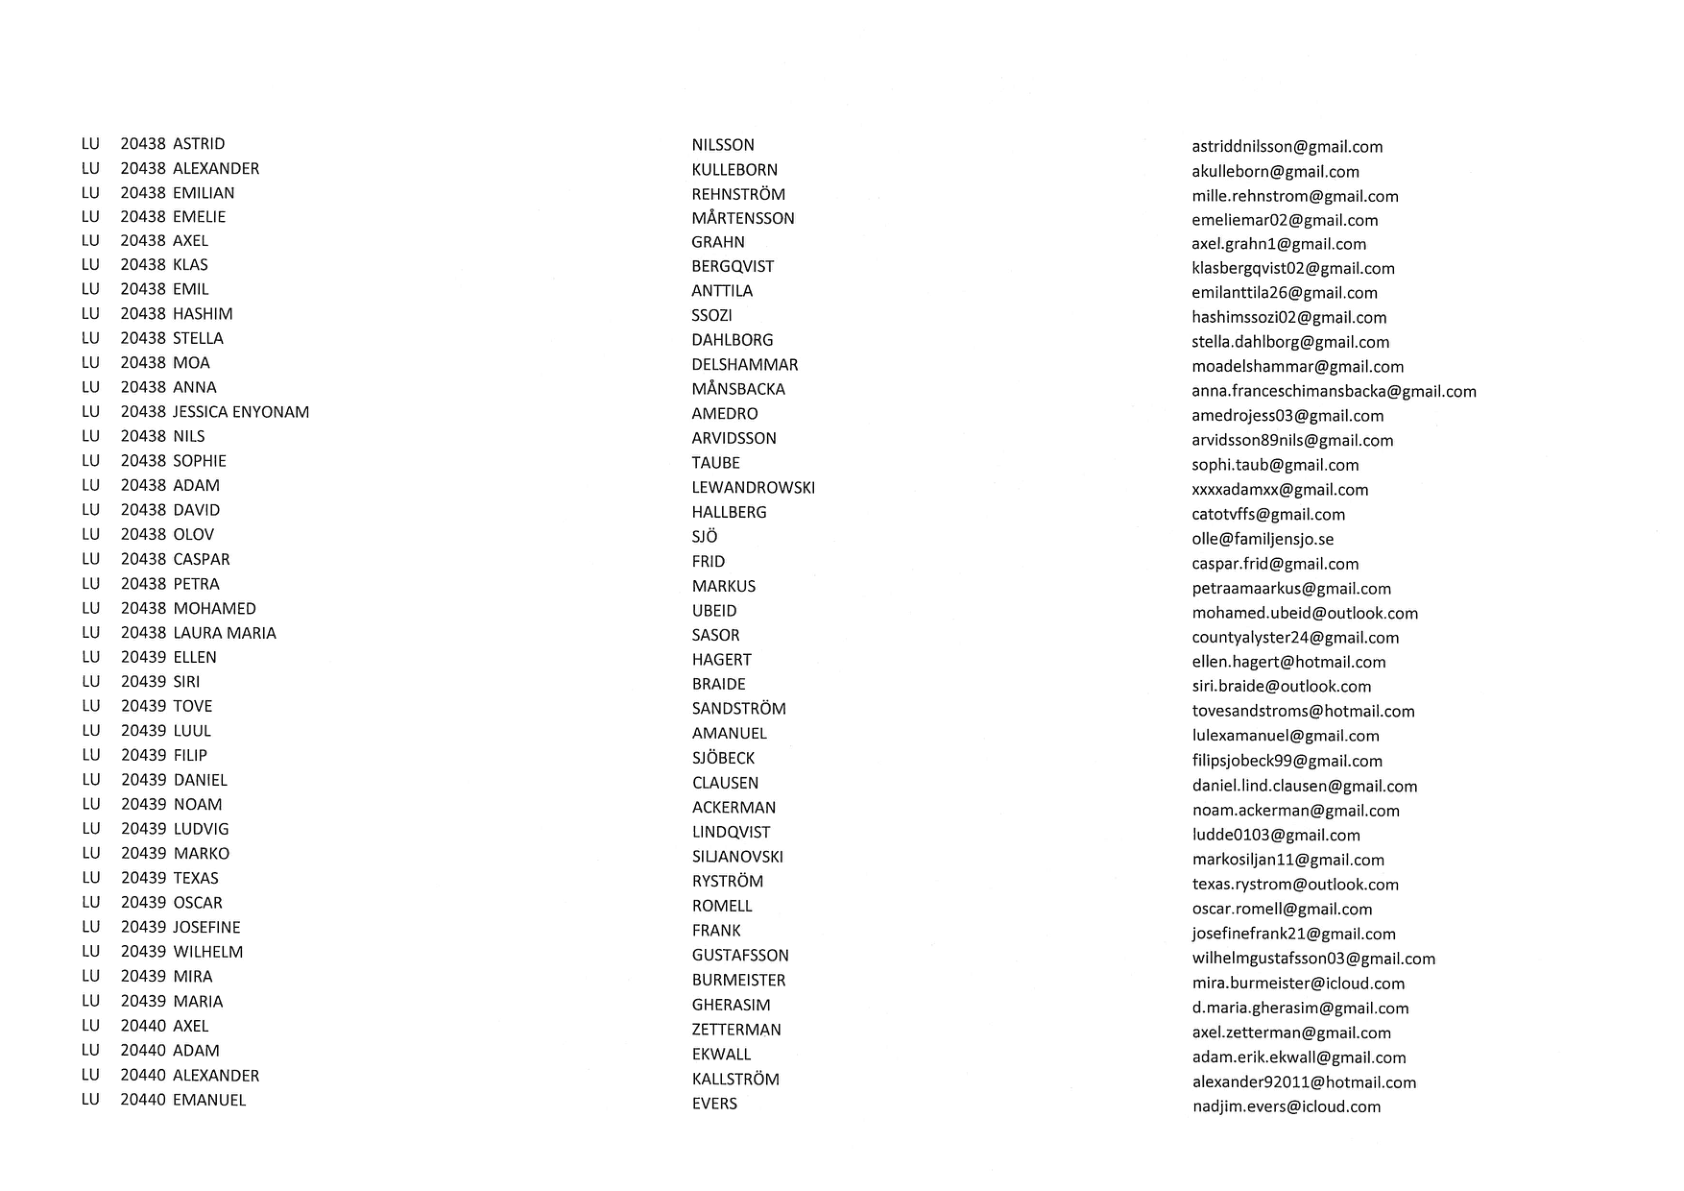 LU 20438 ASTRID NILSSON astriddnilsson@gmail.com
LU 20438 ALEXANDER KULLEBORN akulleborn@gmail.com
LU 20438 EMILIAN REHNSTRÖM mille.rehnstrom@gmail.com
LU 20438 EMELIE MÅRTENSSON emeliemar02@gmail.com
LU 20438 AXEL GRAHN axel.grahn1@gmail.com
LU 20438 KLAS BERGQVIST klasbergqvist02@gmail.com
LU 20438 EMIL ANTTILA emilanttila26@gmail.com
LU 20438 HASHIM SSOZI hashimssozi02@gmail.com
LU 20438 STELLA DAHLBORG stella.dahlborg@gmail.com
LU 20438 MOA DELSHAMMAR moadelshammar@gmail.com
LU 20438 ANNA MÅNSBACKA anna.franceschimansbacka@gmail.com
LU 20438 JESSICA ENYONAM AMEDRO amedrojess03@gmail.com
LU 20438 NILS ARVIDSSON arvidsson89nils@gmail.com
LU 20438 SOPHIE TAUBE sophi.taub@gmail.com
LU 20438 ADAM LEWANDROWSKI xxxxadamxx@gmail.com
LU 20438 DAVID HALLBERG catotvffs@gmail.com
LU 20438 OLOV SJÖ olle@familjensjo.se
LU 20438 CASPAR FRID caspar.frid@gmail.com
LU 20438 PETRA MARKUS petraamaarkus@gmail.com
LU 20438 MOHAMED UBEID mohamed.ubeid@outlook.com
LU 20438 LAURA MARIA SASOR countyalyster24@gmail.com
LU 20439 ELLEN HAGERT ellen.hagert@hotmail.com
LU 20439 SIRI BRAIDE siri.braide@outlook.com
LU 20439 TOVE SANDSTRÖM tovesandstroms@hotmail.com
LU 20439 LUUL AMANUEL lulexamanuel@gmail.com
LU 20439 FILIP SJÖBECK filipsjobeck99@gmail.com
LU 20439 DANIEL CLAUSEN daniel.lind.clausen@gmail.com
LU 20439 NOAM ACKERMAN noam.ackerman@gmail.com
LU 20439 LUDVIG LINDQVIST ludde0103@gmail.com
LU 20439 MARKO SILJANOVSKI markosiljan11@gmail.com
LU 20439 TEXAS RYSTRÖM texas.rystrom@outlook.com
LU 20439 OSCAR ROMELL oscar.romell@gmail.com
LU 20439 JOSEFINE FRANK josefinefrank21@gmail.com
LU 20439 WILHELM GUSTAFSSON wilhelmgustafsson03@gmail.com
LU 20439 MIRA BURMEISTER mira.burmeister@icloud.com
LU 20439 MARIA GHERASIM d.maria.gherasim@gmail.com
LU 20440 AXEL ZETTERMAN axel.zetterman@gmail.com
LU 20440 ADAM EKWALL adam.erik.ekwall@gmail.com
LU 20440 ALEXANDER KALLSTRÖM alexander92011@hotmail.com
LU 20440 EMANUEL EVERS nadjim.evers@icloud.com